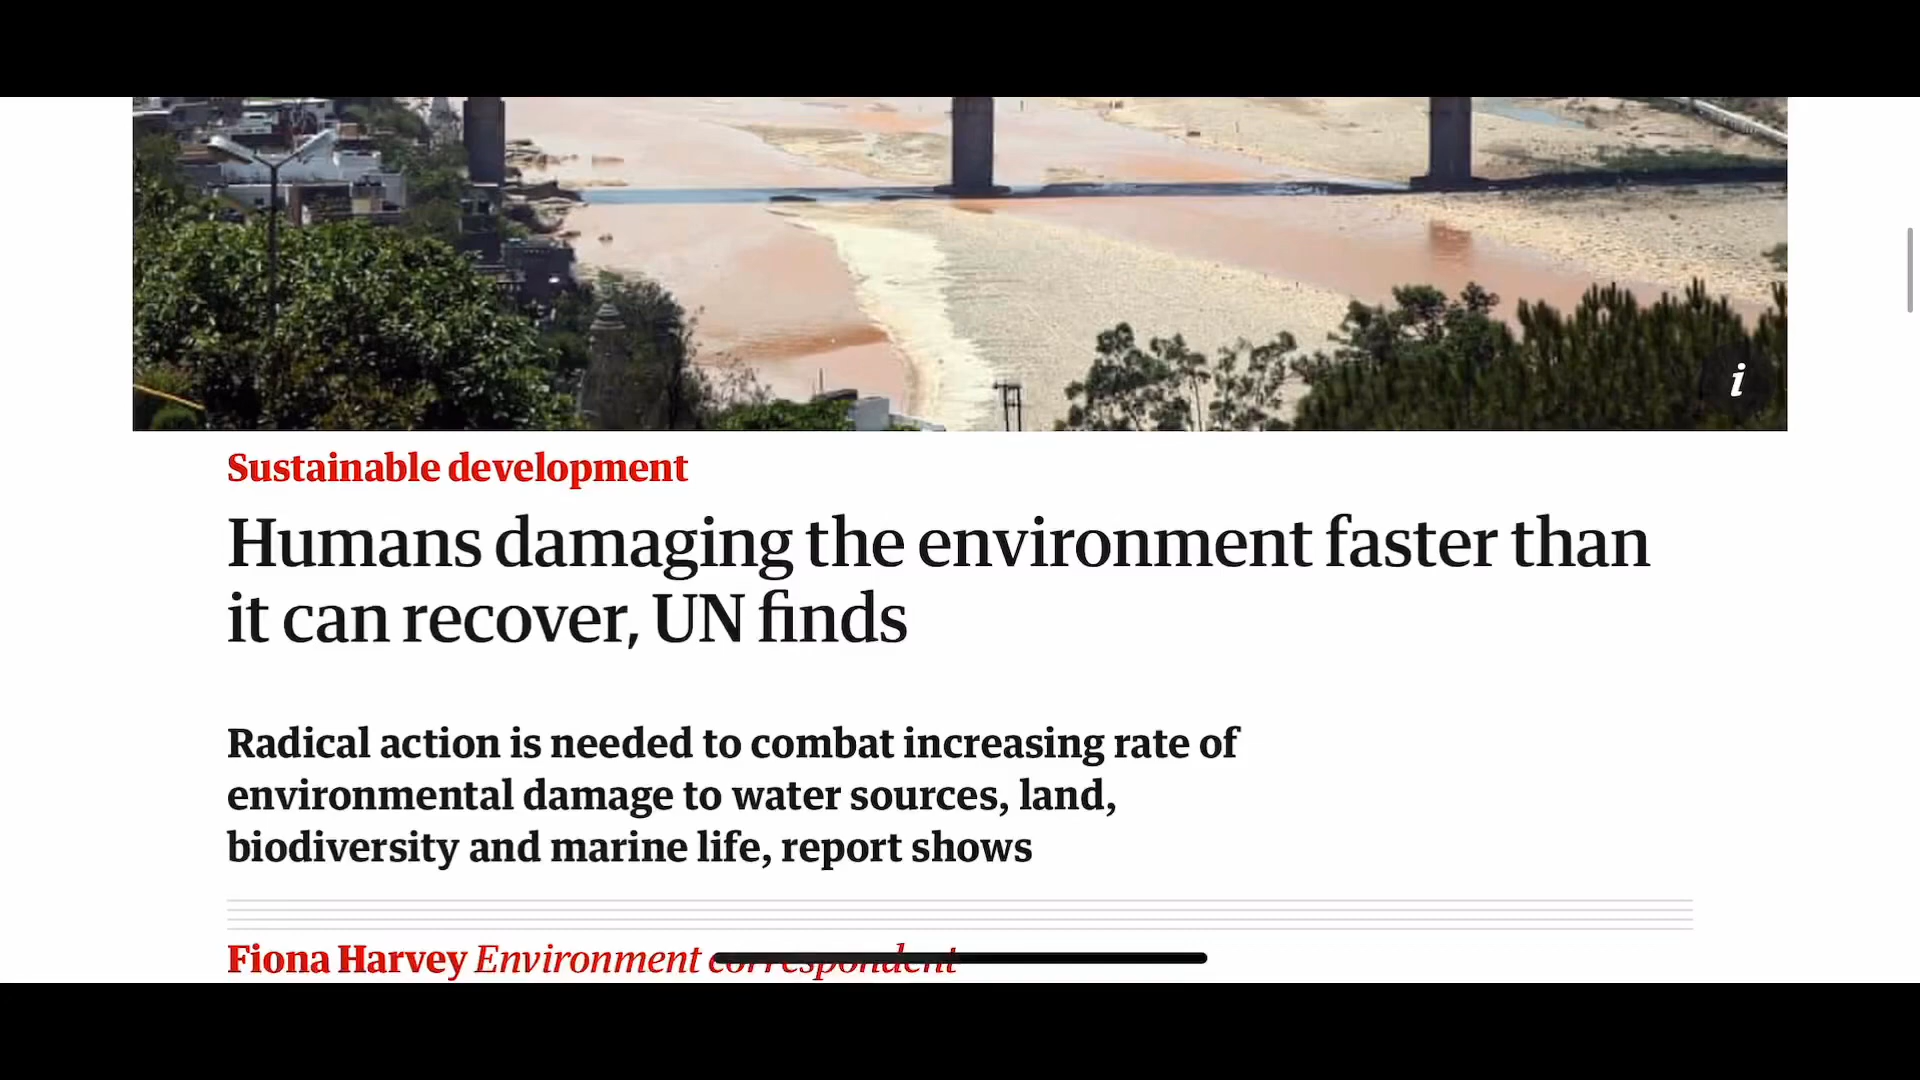 i
Sustainable development
Humans damaging the environment faster than
it can recover, UN finds
Radical action is needed to combat increasing rate of
environmental damage to water sources, land,
biodiversity and marine life, report shows
Fiona Harvey Environment correspondent